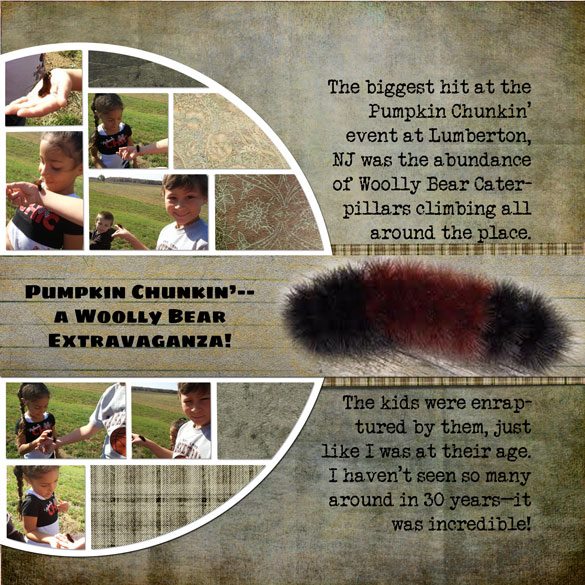 The biggest hit at the
Pumpkin Chunkin'
event at Lumberton,
NJ was the abundance
of Woolly Bear Cater-
pillars climbing all
around the place.
Pumpkin Chunkin'--
a Woolly Bear
Extravaganza!
The kids were enrap-
tured by them, just
like I was at their age.
I haven't seen so many
around in 30 years—it
was incredible!